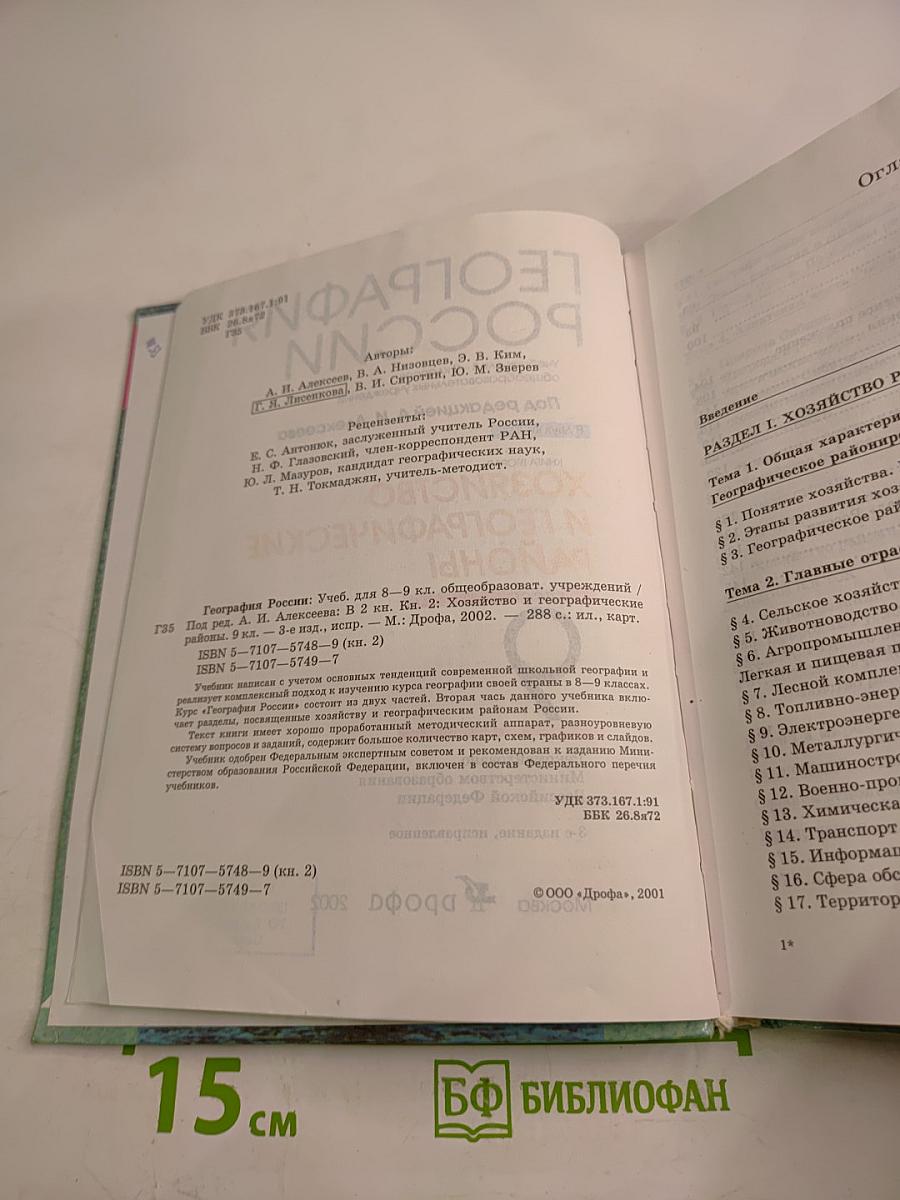 УДК 373.167.1:91
ББК 26.8я72
Г35
Авторы:
А. И. Алексеев, В. А. Низовцев, Э. В. Ким,
Г. Я. Лисенкова, В. И. Сиротин, Ю. М. Зверев
Рецензенты:
Е. С. Антонюк, заслуженный учитель России,
Н. Ф. Глазовский, член-корреспондент РАН,
Ю. Л. Мазуров, кандидат географических наук,
Т. Н. Токмаджян, учитель-методист.
География России: Учеб. для 8—9 кл. общеобразоват. учреждений /
Г35 Под ред. А. И. Алексеева: В 2 кн. Кн. 2: Хозяйство и географические
районы. 9 кл. — 3-е изд., испр. — М.: Дрофа, 2002. — 288 с.: ил., карт.
ISBN 5—7107—5748—9 (кн. 2)
ISBN 5—7107—5749—7
Учебник написан с учетом основных тенденций современной школьной географии и
реализует комплексный подход к изучению курса географии своей страны в 8—9 классах.
Курс «География России» состоит из двух частей. Вторая часть данного учебника вклю-
чает разделы, посвященные хозяйству и географическим районам России.
Текст книги имеет хорошо проработанный методический аппарат, разноуровневую
систему вопросов и заданий, содержит большое количество карт, схем, графиков и слайдов.
Учебник одобрен Федеральным экспертным советом и рекомендован к изданию Мини-
стерством образования Российской Федерации, включен в состав Федерального перечня
учебников.
УДК 373.167.1:91
ББК 26.8я72
ISBN 5—7107—5748—9 (кн. 2)
ISBN 5—7107—5749—7
© ООО «Дрофа», 2001
Огл
Введение
РАЗДЕЛ I. ХОЗЯЙСТВО Р
Тема 1. Общая характери
Географическое райониро
§ 1. Понятие хозяйства.
§ 2. Этапы развития хоз
§ 3. Географическое рай
Тема 2. Главные отра
§ 4. Сельское хозяйст
§ 5. Животноводство
§ 6. Агропромышлен
Легкая и пищевая п
§ 7. Лесной комплек
§ 8. Топливно-энер
§ 9. Электроэнерге
§ 10. Металлургич
§ 11. Машиностро
§ 12. Военно-про
§ 13. Химическа
§ 14. Транспорт
§ 15. Информац
§ 16. Сфера обс
§ 17. Территор
1*
15 см
БФ БИБЛИОФАН